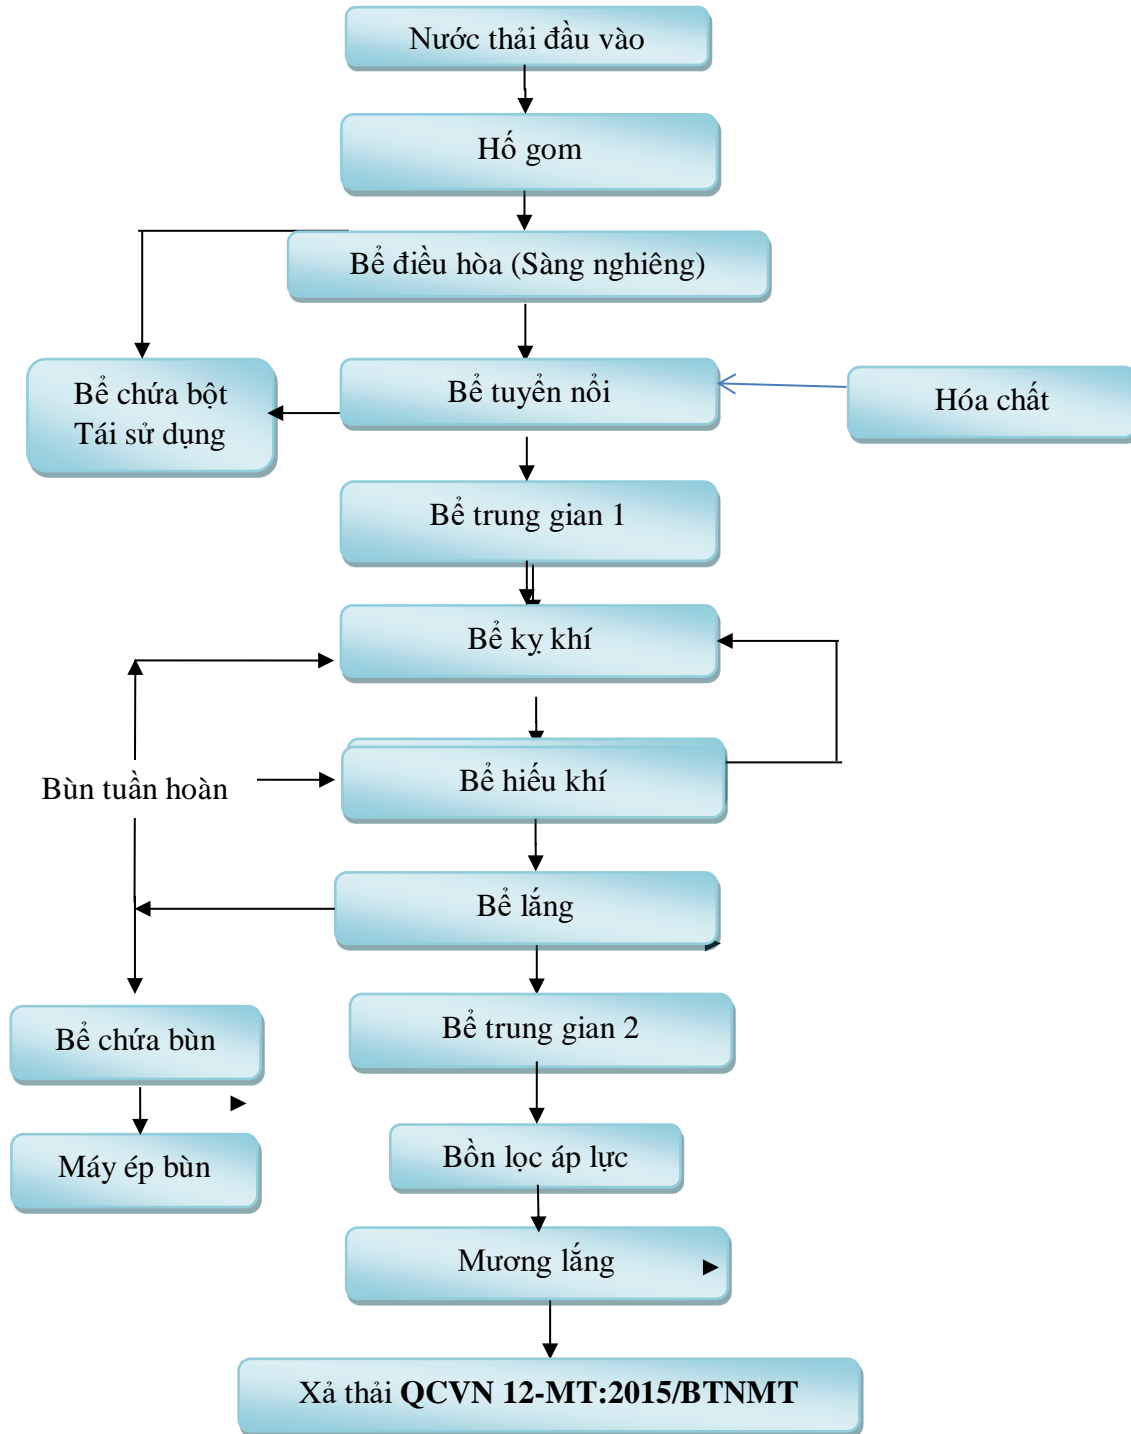 Nước thải đầu vào
Hố gom
Bể điều hòa (Sàng nghiêng)
Bể chứa bột
Tái sử dụng
Bể tuyển nổi
Hóa chất
Bể trung gian 1
Bể kỵ khí
Bùn tuần hoàn
Bể hiếu khí
Bể lắng
Bể chứa bùn
Bể trung gian 2
Máy ép bùn
Bồn lọc áp lực
Mương lắng
Xả thải QCVN 12-MT:2015/BTNMT